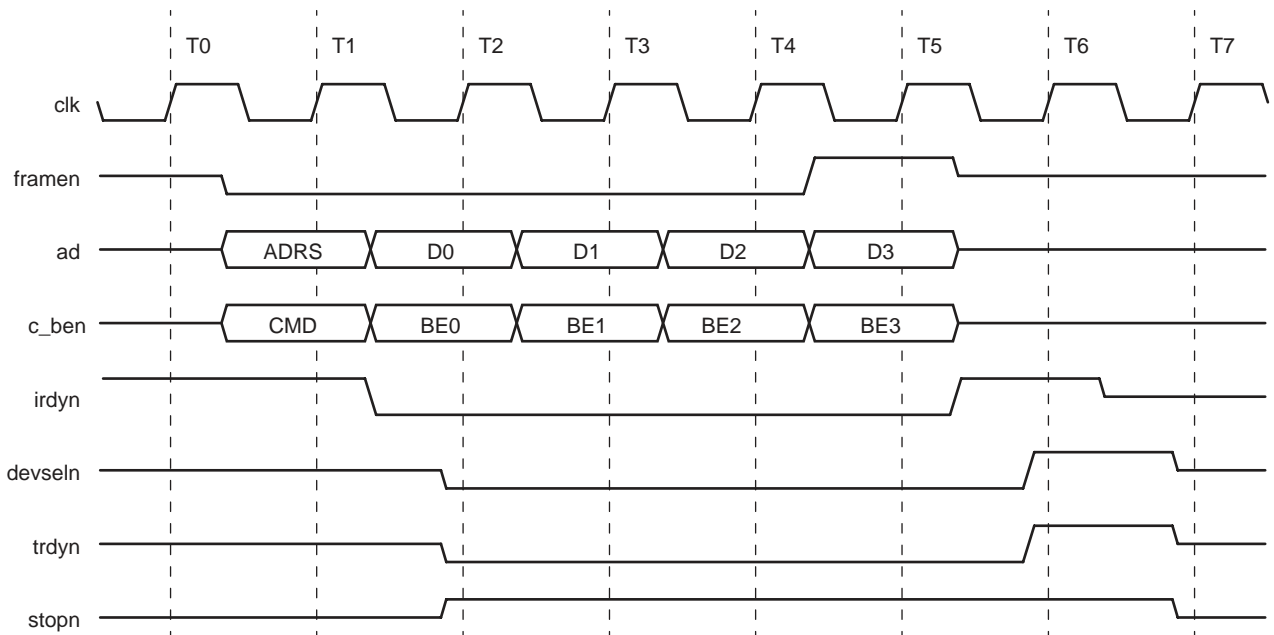 T0 T1 T2 T3 T4 T5 T6 T7
clk
framen
ad ADRS D0 D1 D2 D3
c_ben CMD BE0 BE1 BE2 BE3
irdyn
devseln
trdyn
stopn